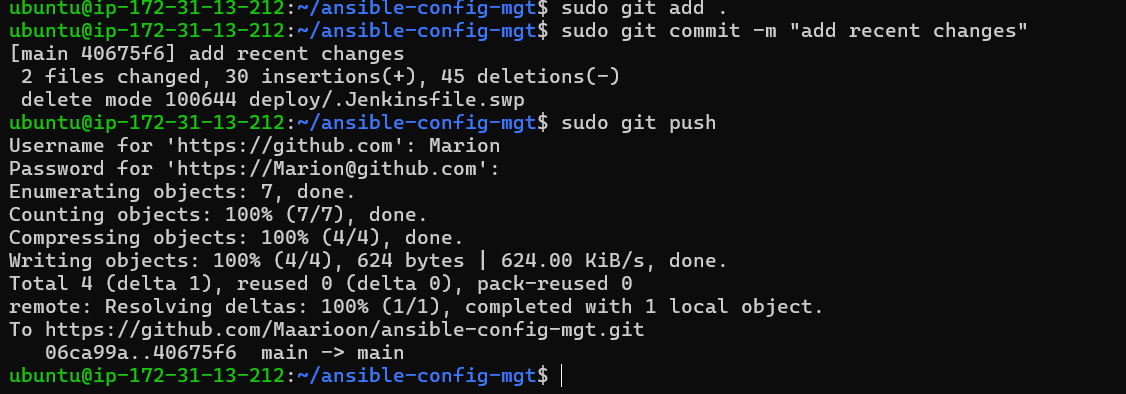 ubuntu@ip-172-31-13-212:~/ansible-config-mgt$ sudo git add .
ubuntu@ip-172-31-13-212:~/ansible-config-mgt$ sudo git commit -m "add recent changes"
[main 40675f6] add recent changes
 2 files changed, 30 insertions(+), 45 deletions(-)
 delete mode 100644 deploy/.Jenkinsfile.swp
ubuntu@ip-172-31-13-212:~/ansible-config-mgt$ sudo git push
Username for 'https://github.com': Marion
Password for 'https://Marion@github.com':
Enumerating objects: 7, done.
Counting objects: 100% (7/7), done.
Compressing objects: 100% (4/4), done.
Writing objects: 100% (4/4), 624 bytes | 624.00 KiB/s, done.
Total 4 (delta 1), reused 0 (delta 0), pack-reused 0
remote: Resolving deltas: 100% (1/1), completed with 1 local object.
To https://github.com/Maarioon/ansible-config-mgt.git
   06ca99a..40675f6  main -> main
ubuntu@ip-172-31-13-212:~/ansible-config-mgt$